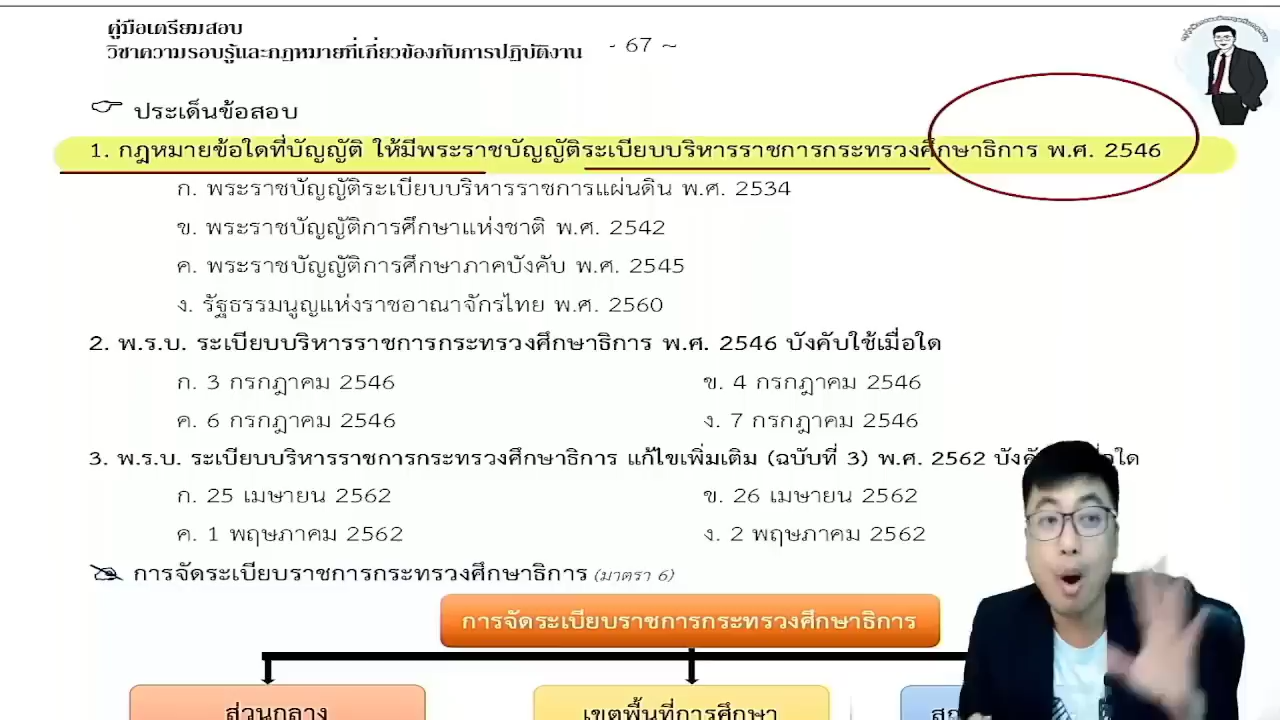 คู่มือเตรียมสอบ
วิชาความรอบรู้และกฎหมายที่เกี่ยวข้องกับการปฏิบัติงาน - 67 ~
ประเด็นข้อสอบ
1. กฎหมายข้อใดที่บัญญัติ ให้มีพระราชบัญญัติระเบียบบริหารราชการกระทรวงศึกษาธิการ พ.ศ. 2546
ก. พระราชบัญญัติระเบียบบริหารราชการแผ่นดิน พ.ศ. 2534
ข. พระราชบัญญัติการศึกษาแห่งชาติ พ.ศ. 2542
ค. พระราชบัญญัติการศึกษาภาคบังคับ พ.ศ. 2545
ง. รัฐธรรมนูญแห่งราชอาณาจักรไทย พ.ศ. 2560
2. พ.ร.บ. ระเบียบบริหารราชการกระทรวงศึกษาธิการ พ.ศ. 2546 บังคับใช้เมื่อใด
ก. 3 กรกฎาคม 2546 ข. 4 กรกฎาคม 2546
ค. 6 กรกฎาคม 2546 ง. 7 กรกฎาคม 2546
3. พ.ร.บ. ระเบียบบริหารราชการกระทรวงศึกษาธิการ แก้ไขเพิ่มเติม (ฉบับที่ 3) พ.ศ. 2562
ก. 25 เมษายน 2562 ข. 26 เมษายน 2562
ค. 1 พฤษภาคม 2562 ง. 2 พฤษภาคม 2562
การจัดระเบียบราชการกระทรวงศึกษาธิการ (มาตรา 6)
การจัดระเบียบราชการกระทรวงศึกษาธิการ
ส่วนกลาง เขตพื้นที่การศึกษา